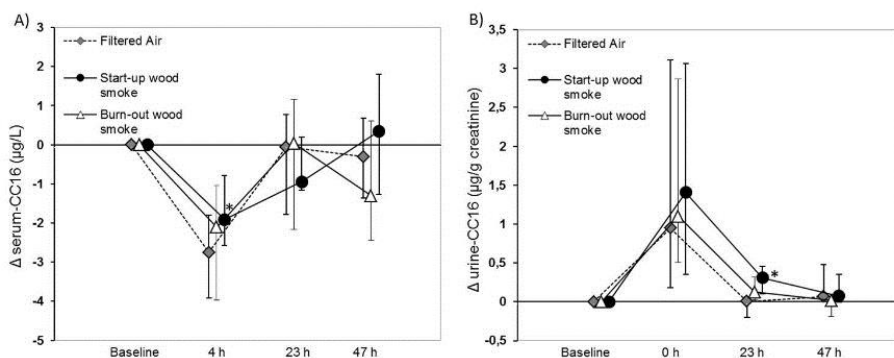 A)
Δ serum-CC16 (µg/L)
3
2
1
0
-1
-2
-3
-4
-5
Filtered Air
Start-up wood
smoke
Burn-out wood
smoke
*
Baseline
4 h
23 h
47 h
B)
Δ urine-CC16 (µg/g creatinine)
3,5
3
2,5
2
1,5
1
0,5
0
-0,5
Filtered Air
Start-up wood
smoke
Burn-out wood
smoke
*
Baseline
0 h
23 h
47 h